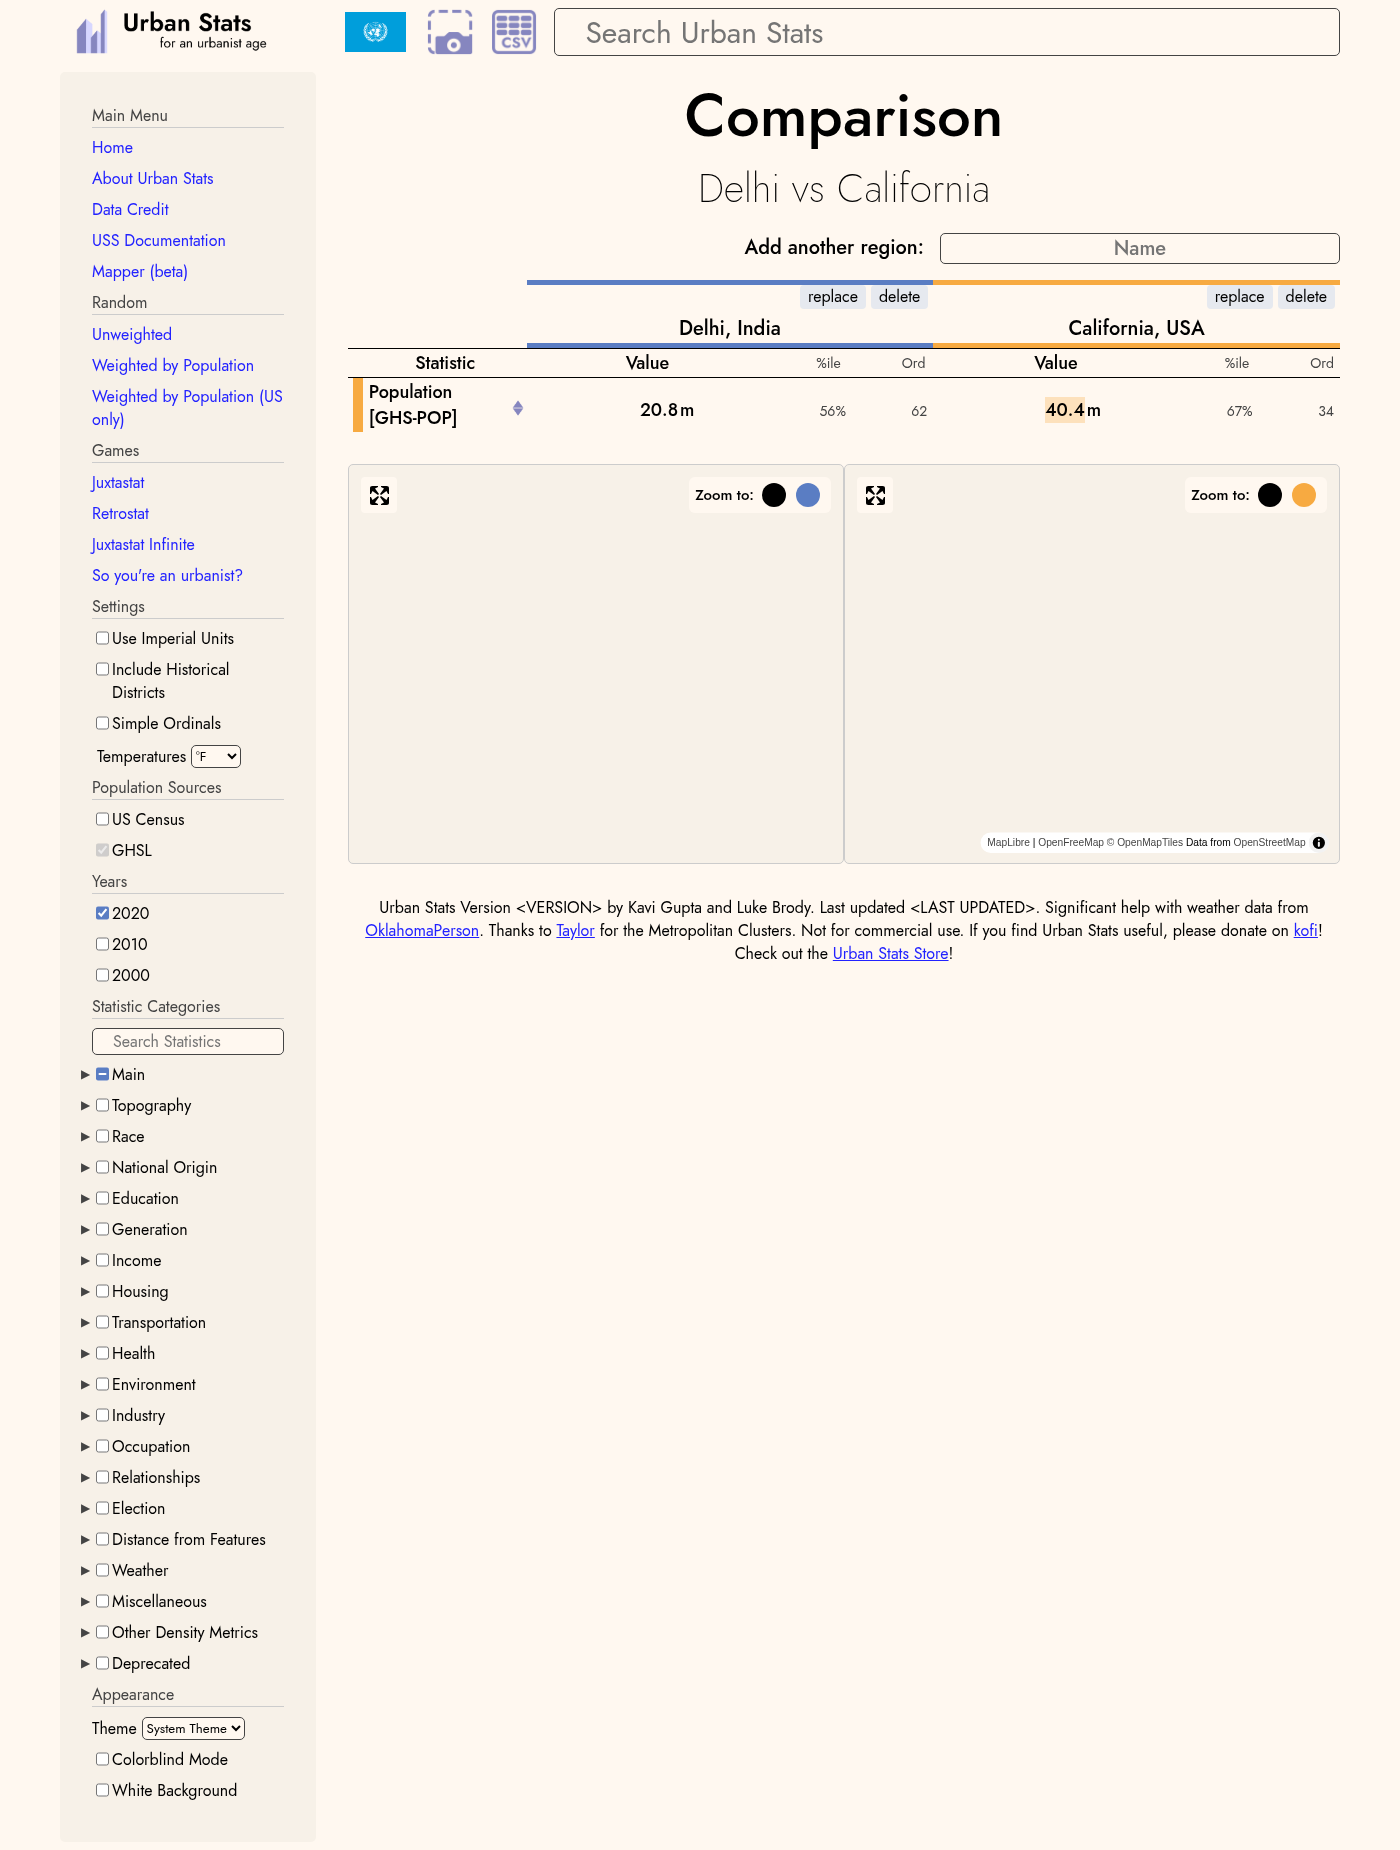 Urban Stats
for an urbanist age
CSV
Search Urban Stats
Main Menu
Home
About Urban Stats
Data Credit
USS Documentation
Mapper (beta)
Random
Unweighted
Weighted by Population
Weighted by Population (US
only)
Games
Juxtastat
Retrostat
Juxtastat Infinite
So you're an urbanist?
Settings
Use Imperial Units
Include Historical
Districts
Simple Ordinals
Temperatures °F
Population Sources
US Census
GHSL
Years
2020
2010
2000
Statistic Categories
Search Statistics
Main
Topography
Race
National Origin
Education
Generation
Income
Housing
Transportation
Health
Environment
Industry
Occupation
Relationships
Election
Distance from Features
Weather
Miscellaneous
Other Density Metrics
Deprecated
Appearance
Theme System Theme
Colorblind Mode
White Background
Comparison
Delhi vs California
Add another region: Name
replace delete replace delete
Delhi, India California, USA
Statistic Value %ile Ord Value %ile Ord
Population
[GHS-POP] 20.8 m 56% 62 40.4 m 67% 34
Zoom to: Zoom to:
MapLibre | OpenFreeMap © OpenMapTiles Data from OpenStreetMap
Urban Stats Version <VERSION> by Kavi Gupta and Luke Brody. Last updated <LAST UPDATED>. Significant help with weather data from
OklahomaPerson. Thanks to Taylor for the Metropolitan Clusters. Not for commercial use. If you find Urban Stats useful, please donate on kofi!
Check out the Urban Stats Store!